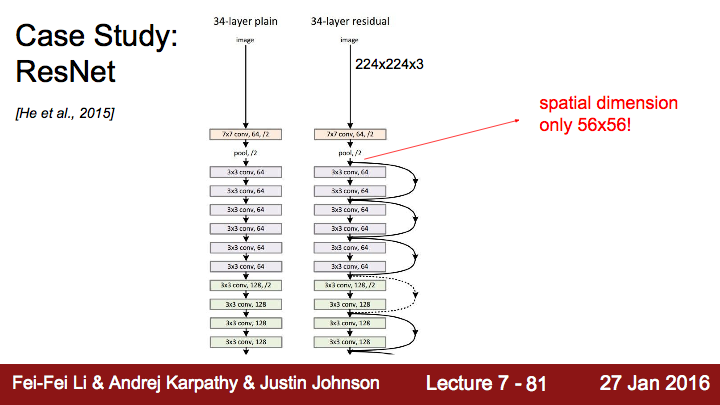 Case Study:
ResNet
[He et al., 2015]
34-layer plain
image
7x7 conv, 64, /2
pool, /2
3x3 conv, 64
3x3 conv, 64
3x3 conv, 64
3x3 conv, 64
3x3 conv, 64
3x3 conv, 64
3x3 conv, 128, /2
3x3 conv, 128
3x3 conv, 128
3x3 conv, 128
34-layer residual
image
224x224x3
7x7 conv, 64, /2
pool, /2
3x3 conv, 64
3x3 conv, 64
3x3 conv, 64
3x3 conv, 64
3x3 conv, 64
3x3 conv, 64
3x3 conv, 128, /2
3x3 conv, 128
3x3 conv, 128
3x3 conv, 128
spatial dimension
only 56x56!
Fei-Fei Li & Andrej Karpathy & Justin Johnson
Lecture 7 - 81
27 Jan 2016